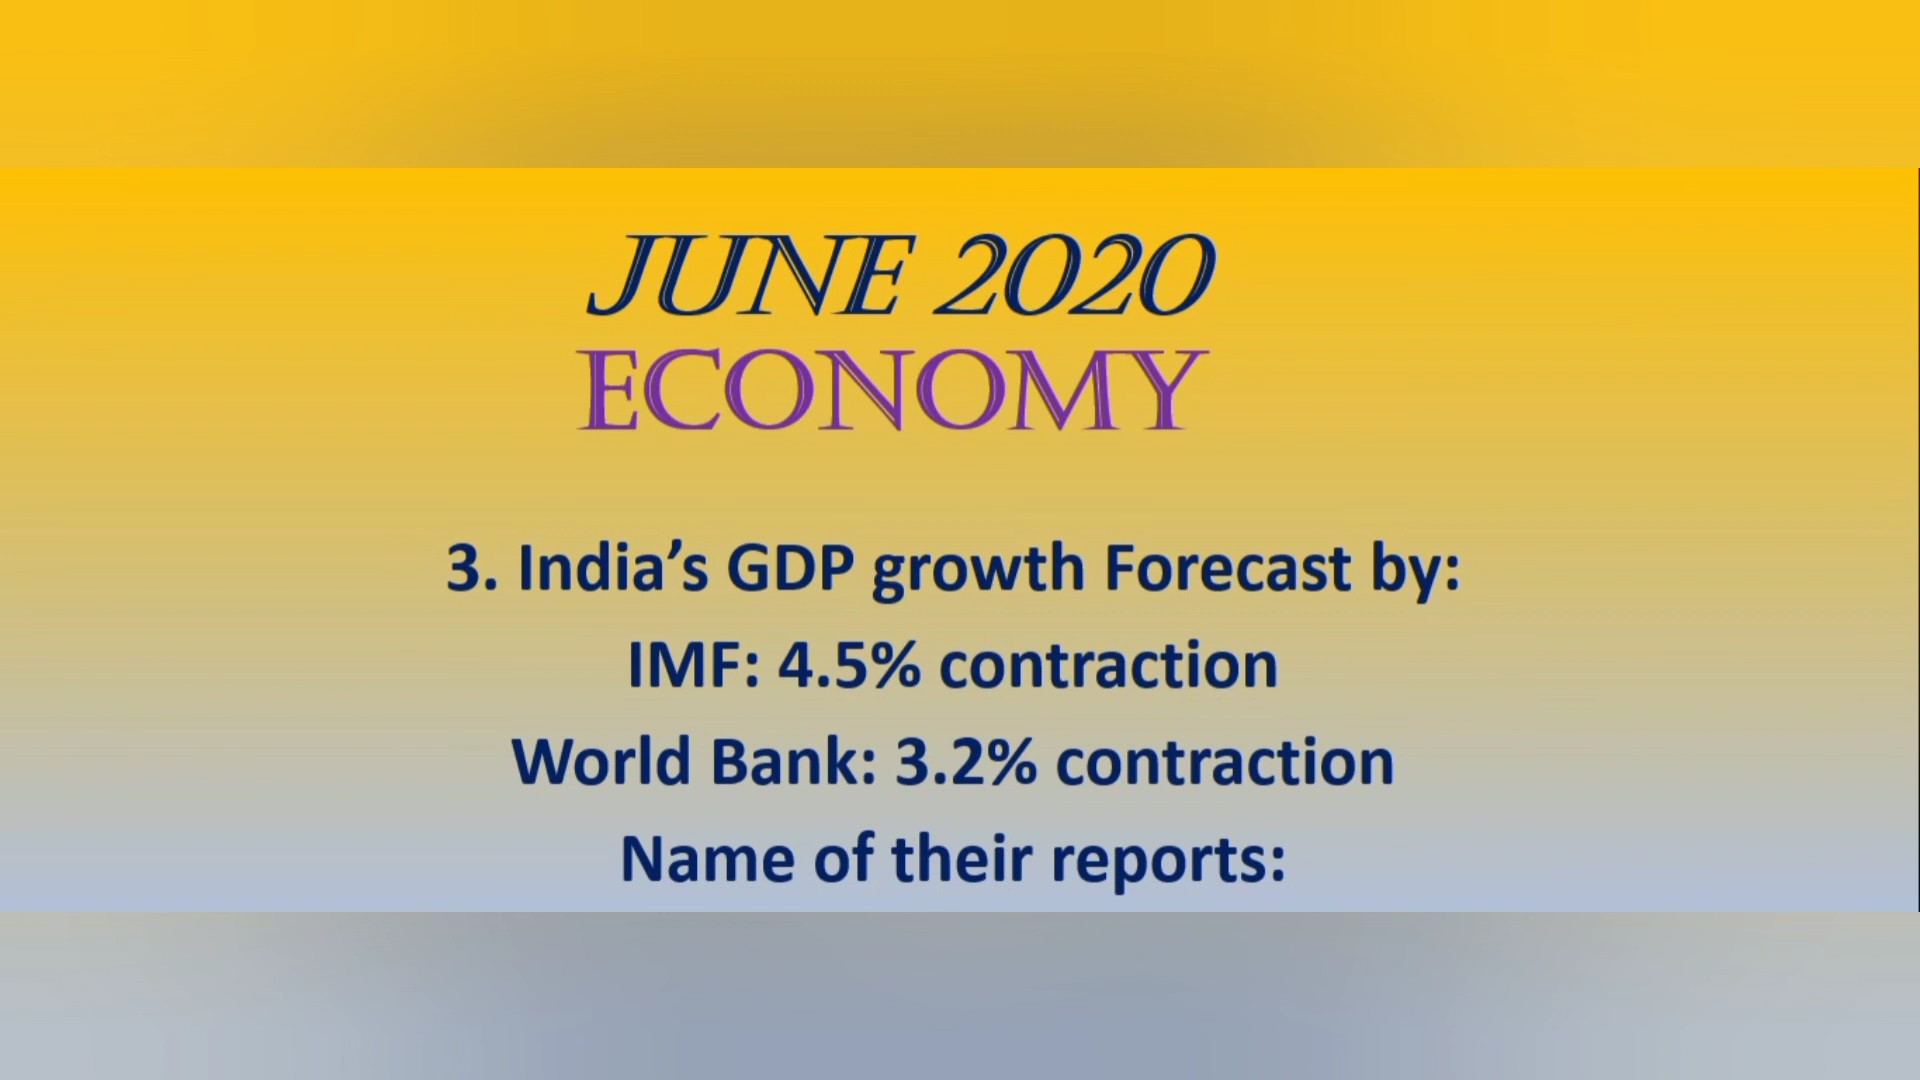 JUNE 2020
ECONOMY
3. India’s GDP growth Forecast by:
IMF: 4.5% contraction
World Bank: 3.2% contraction
Name of their reports: